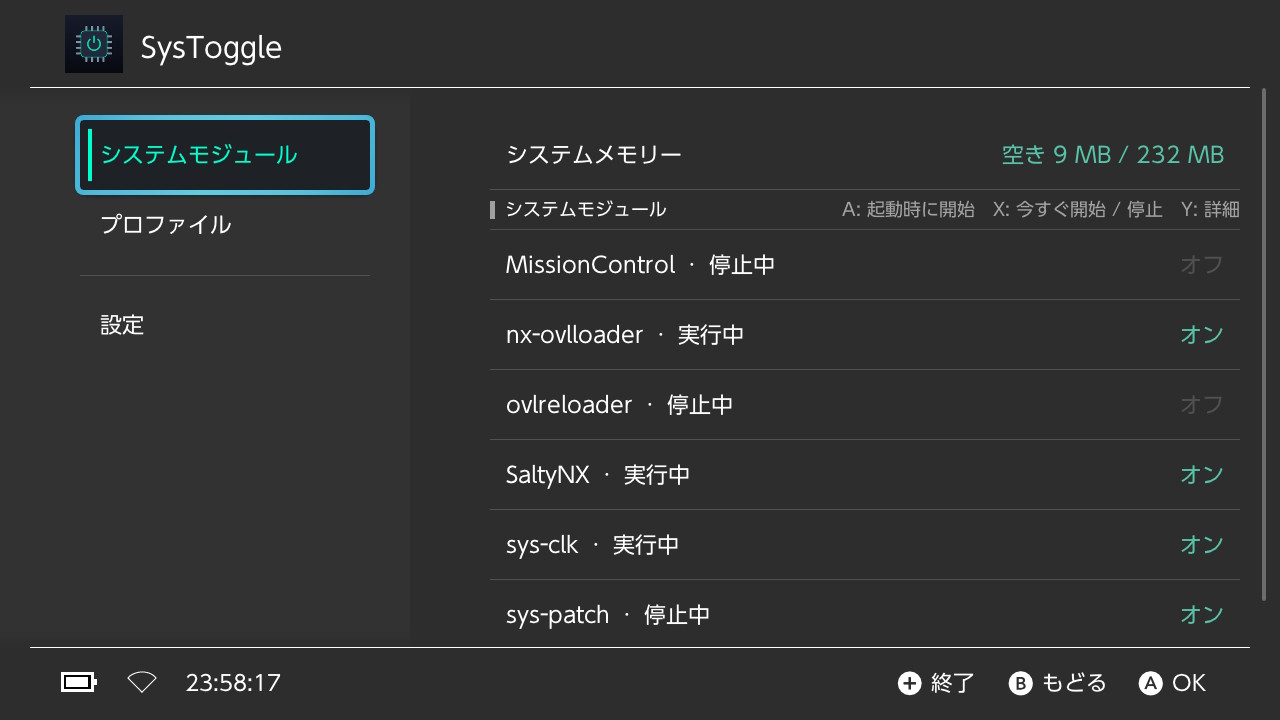 SysToggle
システムモジュール
プロファイル
設定
システムメモリー 空き 9 MB / 232 MB
システムモジュール A: 起動時に開始 X: 今すぐ開始 / 停止 Y: 詳細
MissionControl · 停止中 オフ
nx-ovlloader · 実行中 オン
ovlreloader · 停止中 オフ
SaltyNX · 実行中 オン
sys-clk · 実行中 オン
sys-patch · 停止中 オン
23:58:17 + 終了 B もどる A OK